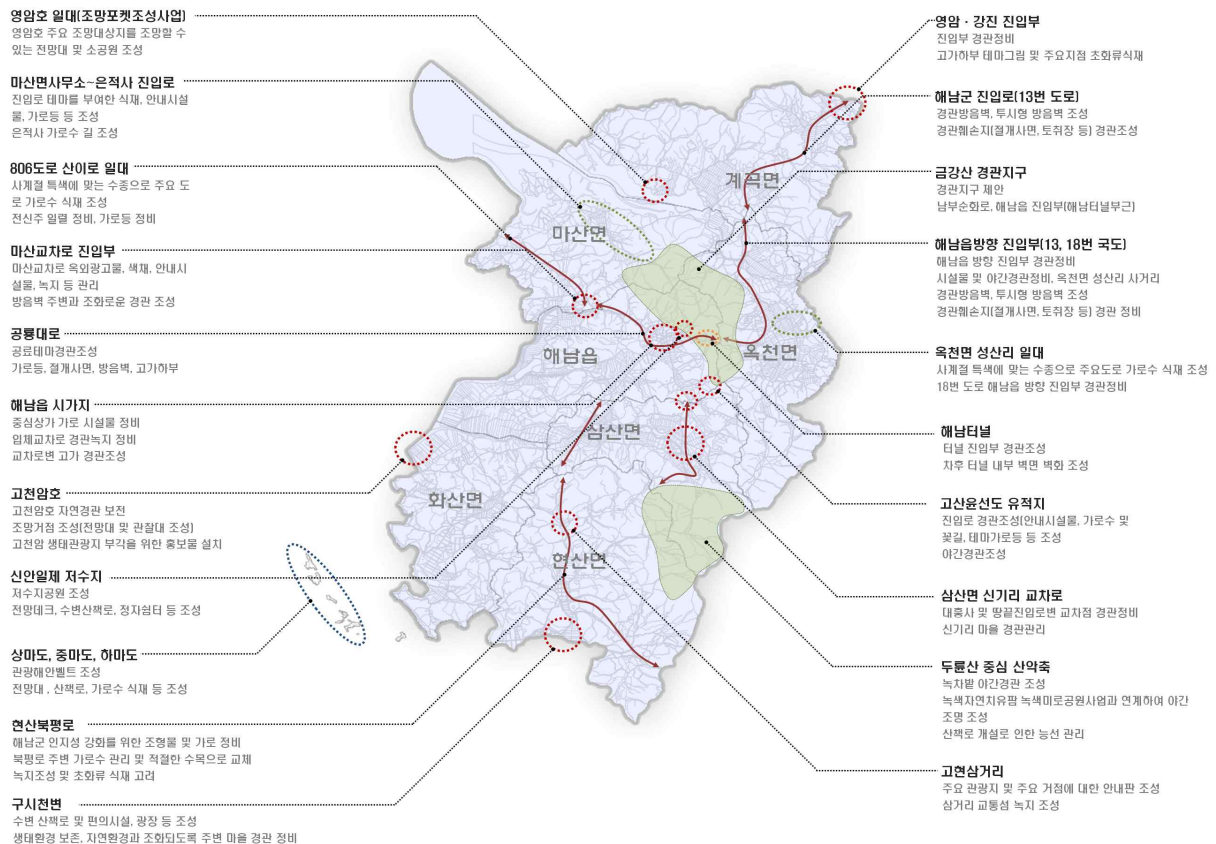 영암호 일대(조망포켓조성사업)
영암호 주요 조망대상지를 조망할 수
있는 전망대 및 소공원 조성
마산면사무소~은적사 진입로
진입로 테마를 부여한 식재, 안내시설
물, 가로등 등 조성
은적사 가로수 길 조성
806도로 산이로 일대
사계절 특색에 맞는 수종으로 주요 도
로 가로수 식재 조성
전신주 일렬 정비, 가로등 정비
마산교차로 진입부
마산교차로 옥외광고물, 색채, 안내시
설물, 녹지 등 관리
방음벽 주변과 조화로운 경관 조성
공룡대로
공료테마경관조성
가로등, 절개사면, 방음벽, 고가하부
해남읍 시가지
중심상가 가로 시설물 정비
입체교차로 경관녹지 정비
교차로변 고가 경관조성
고천암호
고천암호 자연경관 보전
조망거점 조성(전망대 및 관찰대 조성)
고천암 생태관광지 부각을 위한 홍보물 설치
신안일제 저수지
저수지공원 조성
전망데크, 수변산책로, 정자쉼터 등 조성
상마도, 중마도, 하마도
관광해안벨트 조성
전망대 , 산책로, 가로수 식재 등 조성
현산북평로
해남군 인지성 강화를 위한 조형물 및 가로 정비
북평로 주변 가로수 관리 및 적절한 수목으로 교체
녹지조성 및 초화류 식재 고려
구시천변
수변 산책로 및 편의시설, 광장 등 조성
생태환경 보존, 자연환경과 조화되도록 주변 마을 경관 정비
계곡면
마산면
해남읍
옥천면
삼산면
화산면
현산면
영암 · 강진 진입부
진입부 경관정비
고가하부 테마그림 및 주요지점 초화류식재
해남군 진입로(13번 도로)
경관방음벽, 투시형 방음벽 조성
경관훼손지(절개사면, 토취장 등) 경관조성
금강산 경관지구
경관지구 제안
남부순화로, 해남읍 진입부(해남터널부근)
해남읍방향 진입부(13, 18번 국도)
해남읍 방향 진입부 경관정비
시설물 및 야간경관정비, 옥천면 성산리 사거리
경관방음벽, 투시형 방음벽 조성
경관훼손지(절개사면, 토취장 등) 경관 정비
옥천면 성산리 일대
사계절 특색에 맞는 수종으로 주요도로 가로수 식재 조성
18번 도로 해남읍 방향 진입부 경관정비
해남터널
터널 진입부 경관조성
차후 터널 내부 벽면 벽화 조성
고산윤선도 유적지
진입로 경관조성(안내시설물, 가로수 및
꽃길, 테마가로등 등 조성
야간경관조성
삼산면 신기리 교차로
대흥사 및 땅끝진입로변 교차점 경관정비
신기리 마을 경관관리
두륜산 중심 산악축
녹차밭 야간경관 조성
녹색자연치유팜 녹색미로공원사업과 연계하여 야간
조명 조성
산책로 개설로 인한 능선 관리
고현삼거리
주요 관광지 및 주요 거점에 대한 안내판 조성
삼거리 교통섬 녹지 조성